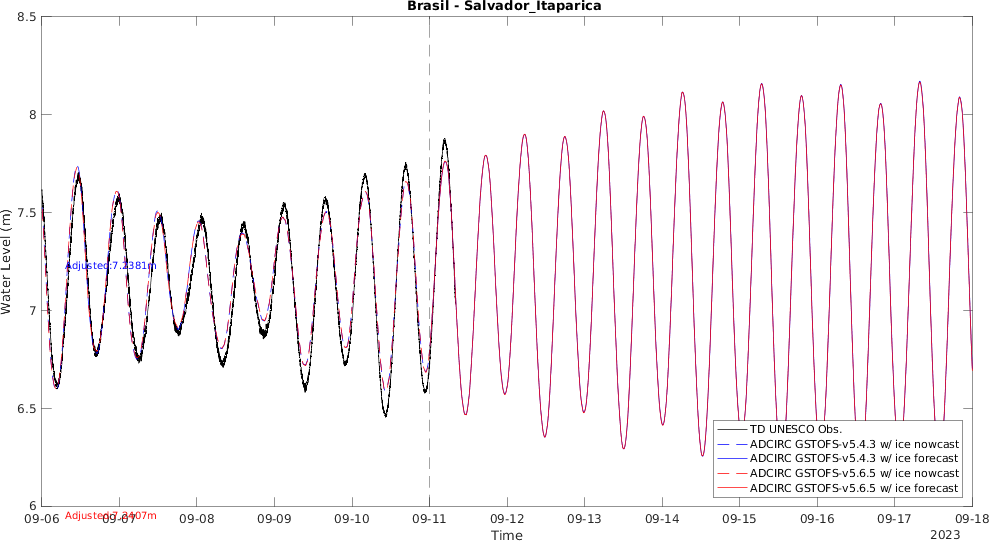 Brasil - Salvador_Itaparica
8.5
8
7.5
7
6.5
6
Water Level (m)
Adjusted:7.2381m
Adjusted:7.2407m
TD UNESCO Obs.
ADCIRC GSTOFS-v5.4.3 w/ ice nowcast
ADCIRC GSTOFS-v5.4.3 w/ ice forecast
ADCIRC GSTOFS-v5.6.5 w/ ice nowcast
ADCIRC GSTOFS-v5.6.5 w/ ice forecast
09-06 09-07 09-08 09-09 09-10 09-11 09-12 09-13 09-14 09-15 09-16 09-17 09-18
Time
2023